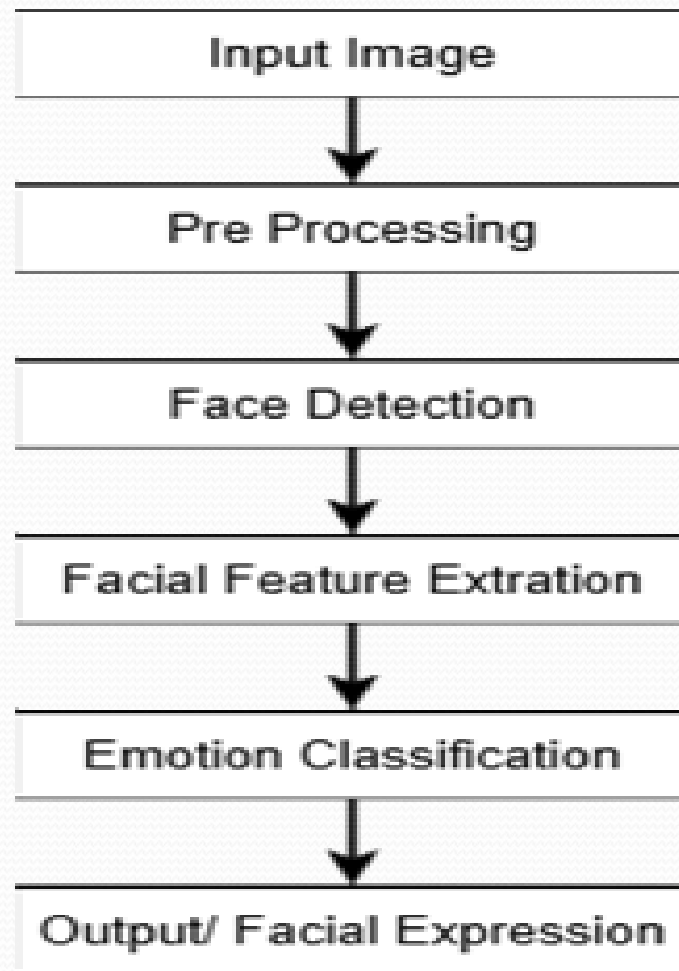 Input Image
Pre Processing
Face Detection
Facial Feature Extration
Emotion Classification
Output/ Facial Expression